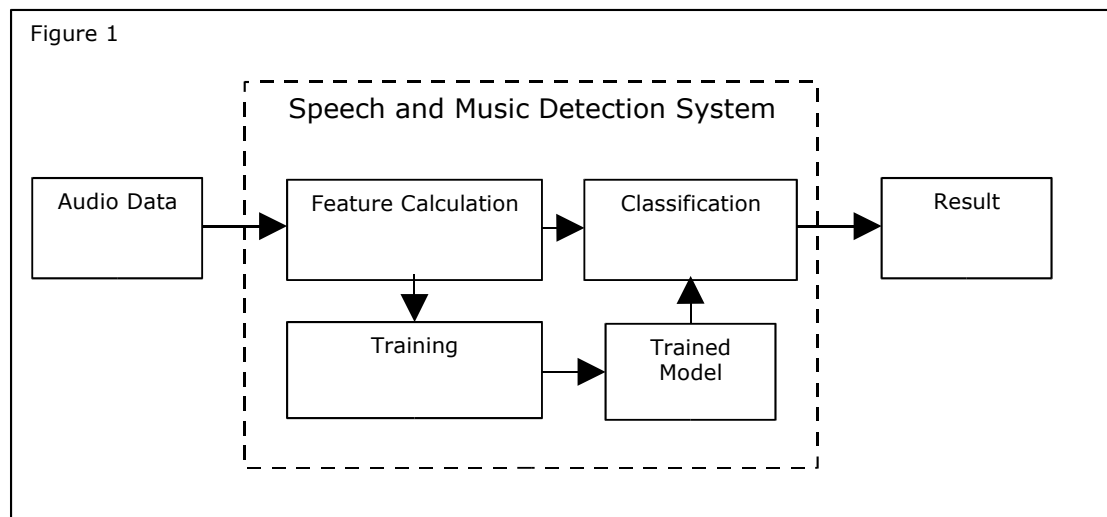 Figure 1
Speech and Music Detection System
Audio Data
Feature Calculation
Classification
Result
Training
Trained
Model